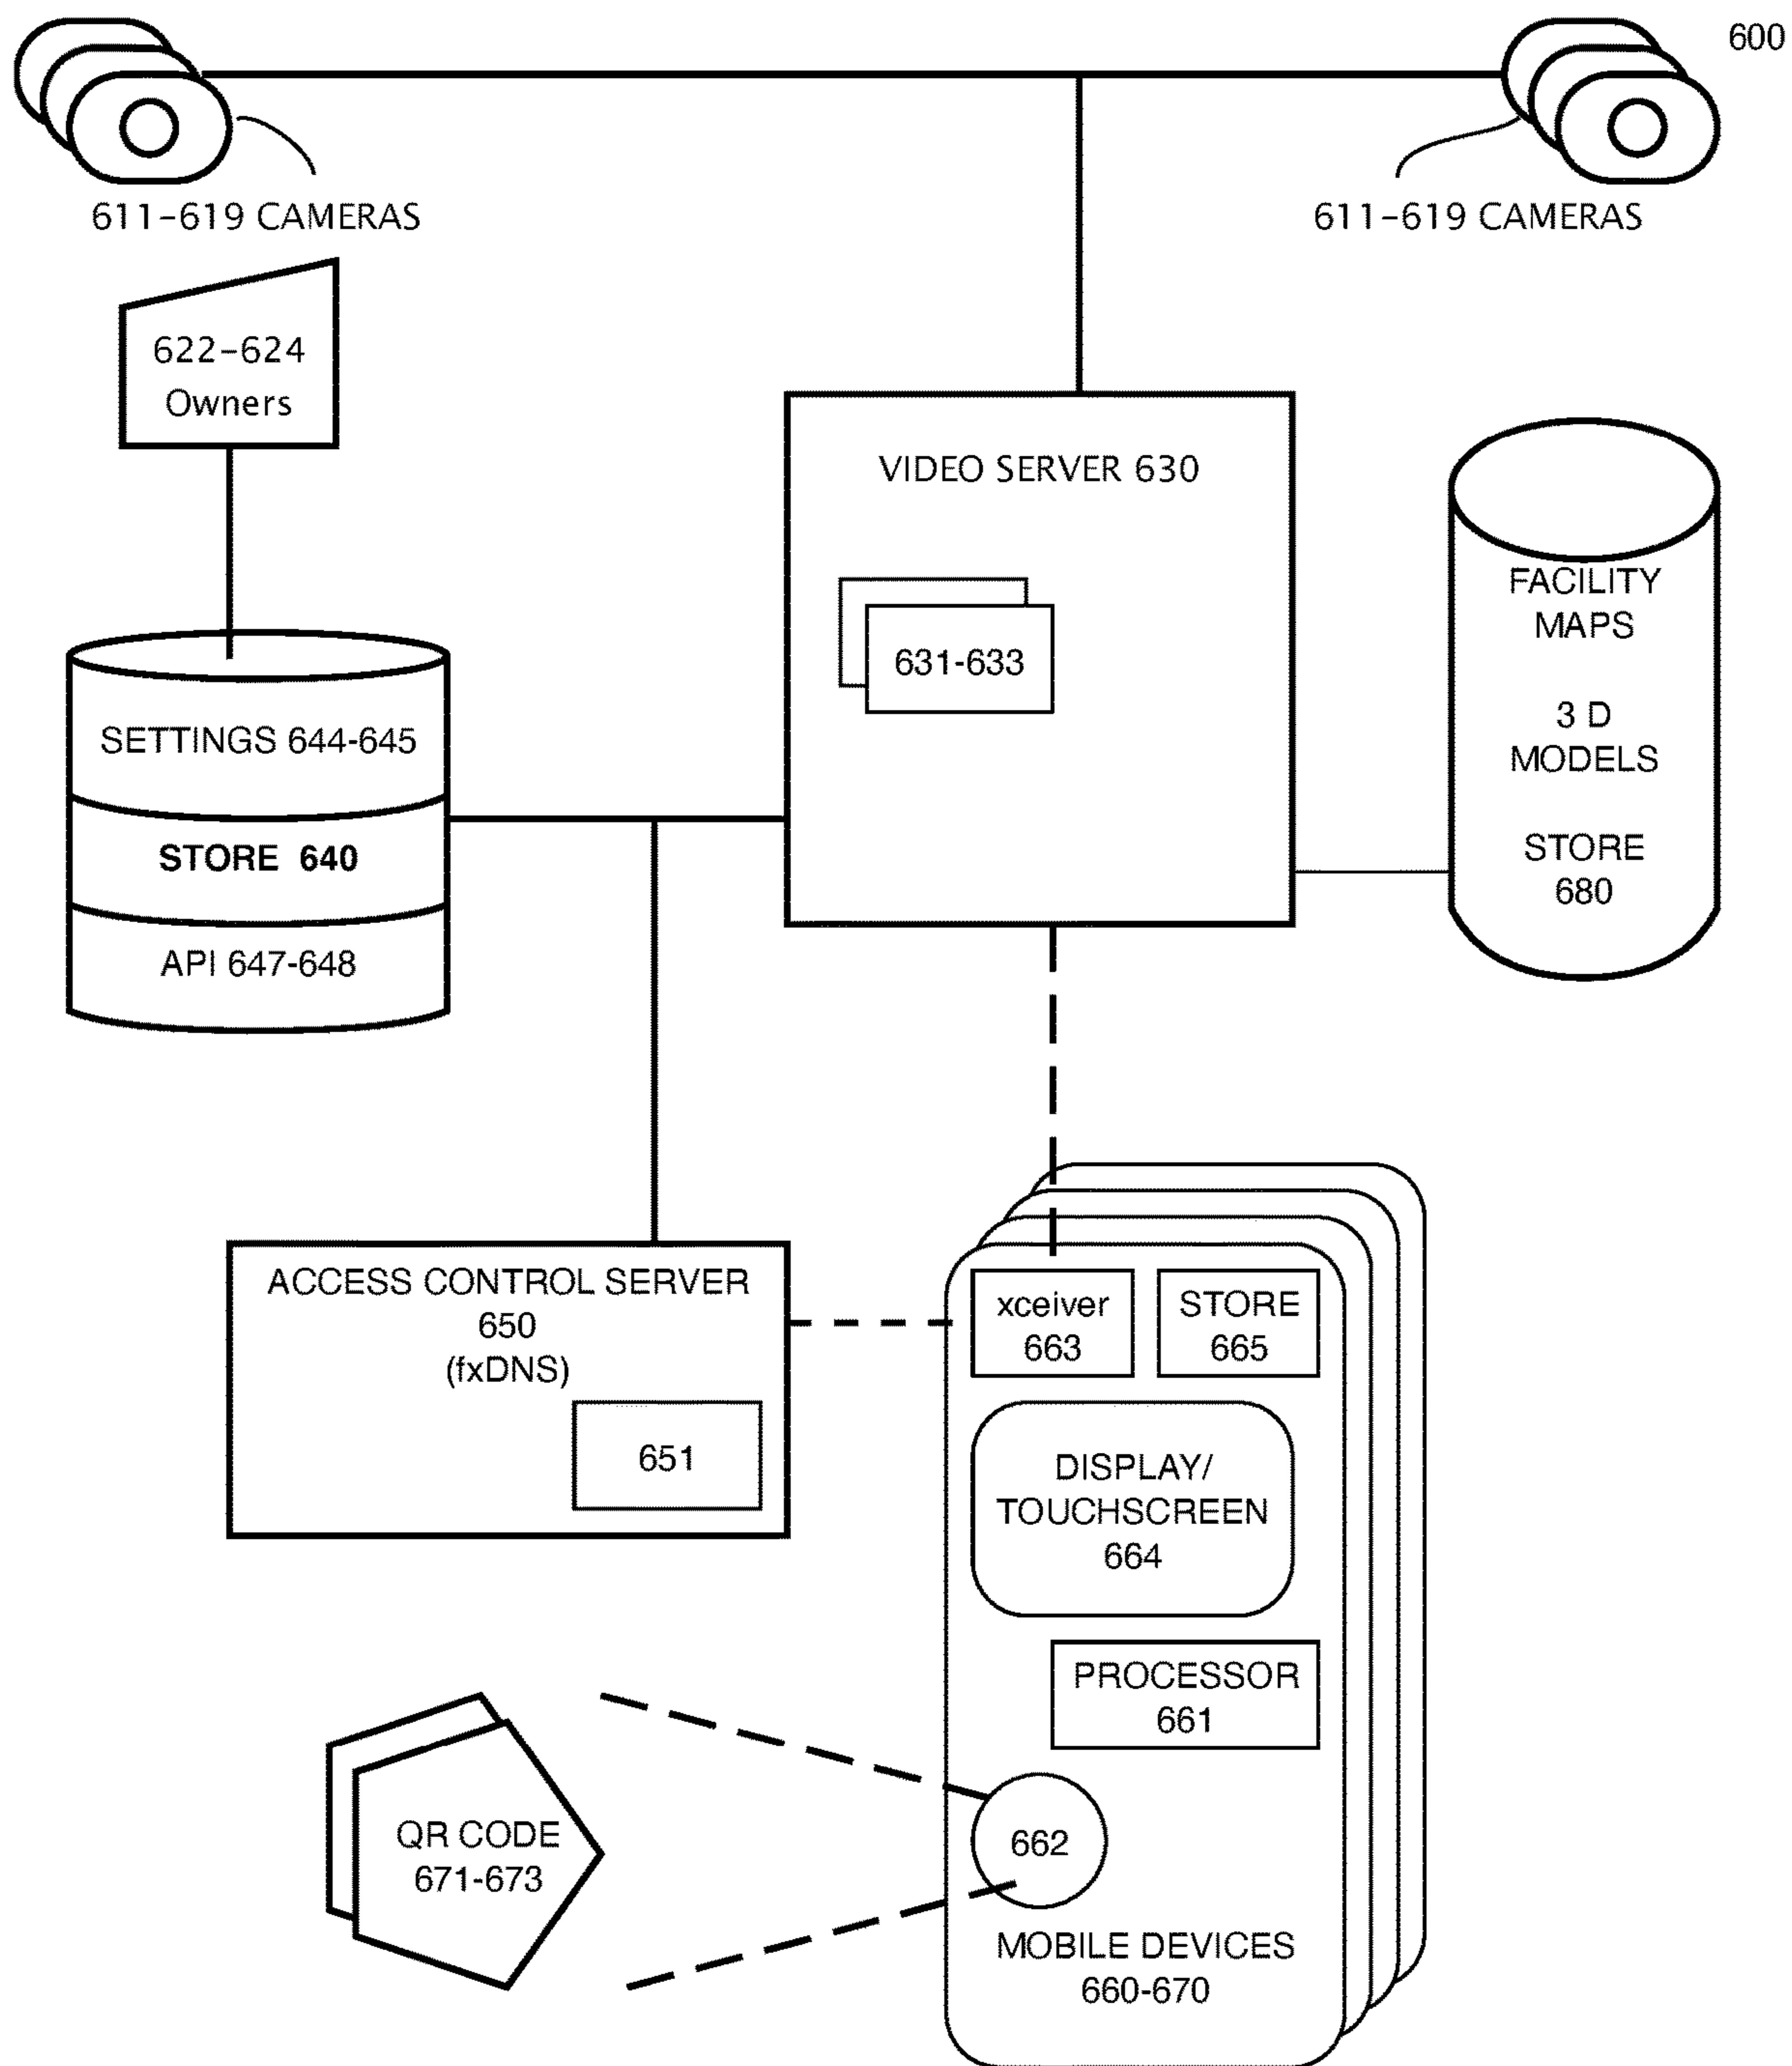 600
611–619 CAMERAS
611–619 CAMERAS
622–624
Owners
VIDEO SERVER 630
631-633
FACILITY
MAPS
3 D
MODELS
STORE
680
SETTINGS 644-645
STORE 640
API 647-648
ACCESS CONTROL SERVER
650
(fxDNS)
651
xceiver
663
STORE
665
DISPLAY/
TOUCHSCREEN
664
PROCESSOR
661
662
QR CODE
671-673
MOBILE DEVICES
660-670